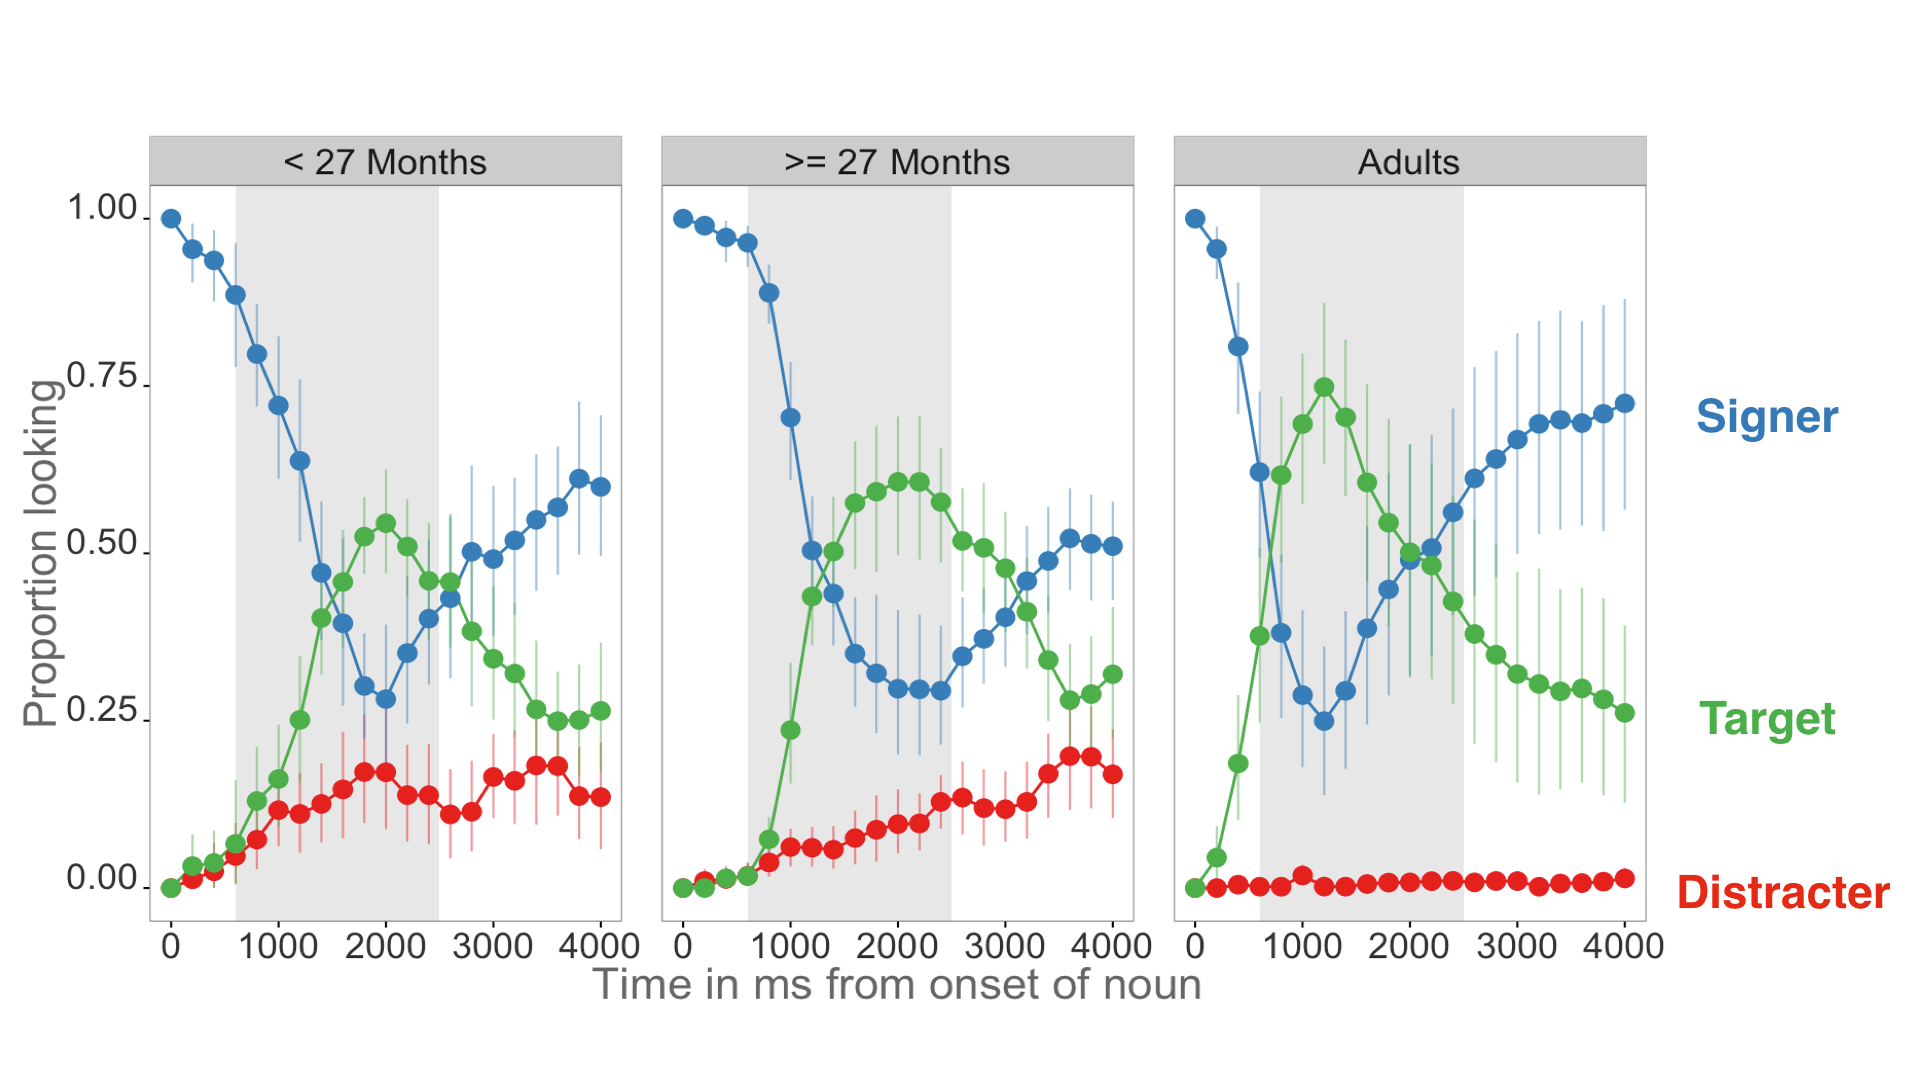 < 27 Months
>= 27 Months
Adults
1.00
0.75
0.50
0.25
0.00
Proportion looking
0 1000 2000 3000 4000
0 1000 2000 3000 4000
0 1000 2000 3000 4000
Time in ms from onset of noun
Signer
Target
Distracter